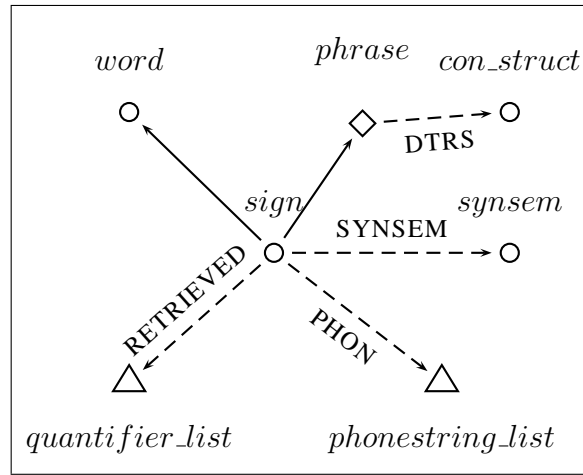 word phrase con_struct
DTRS
sign synsem
SYNSEM
RETRIEVED
PHON
quantifier_list phonestring_list